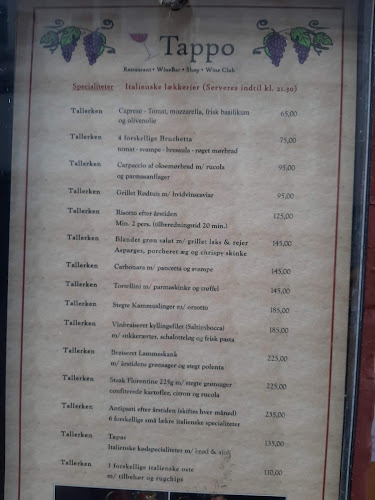 Tappo
Restaurant • WineBar • Shop • Wine Club
Specialiteter Italienske lækkerier (Serveres indtil kl. 21.30)
Tallerken Caprese - Tomat, mozzarella, frisk basilikum 65,00
og olivenolie
Tallerken 4 forskellige Bruchetta 75,00
tomat - svampe - bresaola - røget mørbrad
Tallerken Carpaccio af oksemørbrad m/ rucola 95,00
og parmasanflager
Tallerken Grillet Rødtun m/ hvidvinscaviar 95,00
Tallerken Risotto efter årstiden 125,00
Min. 2 pers. (tilberedningstid 20 min.)
Tallerken Blandet grøn salat m/ grillet laks & rejer 145,00
Asparges, porcheret æg og chrispy skinke
Tallerken Carbonara m/ pancetta og svampe 145,00
Tallerken Tortellini m/ parmaskinke og trøffel 145,00
Tallerken Stegte Kammuslinger m/ orzotto 185,00
Tallerken Vinbraiseret kyllingefilet (Saltimbocca) 185,00
m/ sukkerærter, schalotteløg og frisk pasta
Tallerken Braiseret Lammeskank 225,00
m/ årstidens grønsager og stegt polenta
Tallerken Steak Florentine 225g m/ stegte grønsager 225,00
confiterede kartofler, citron og rucola
Tallerken Antipasti efter årstiden (skiftes hver måned) 235,00
6 forskellige små lækre italienske specialiteter
Tallerken Tapas 135,00
Italienske kødspecialiteter m/ brød &
Tallerken 3 forskellige italienske oste 110,00
m/ tilbehør og rugchips